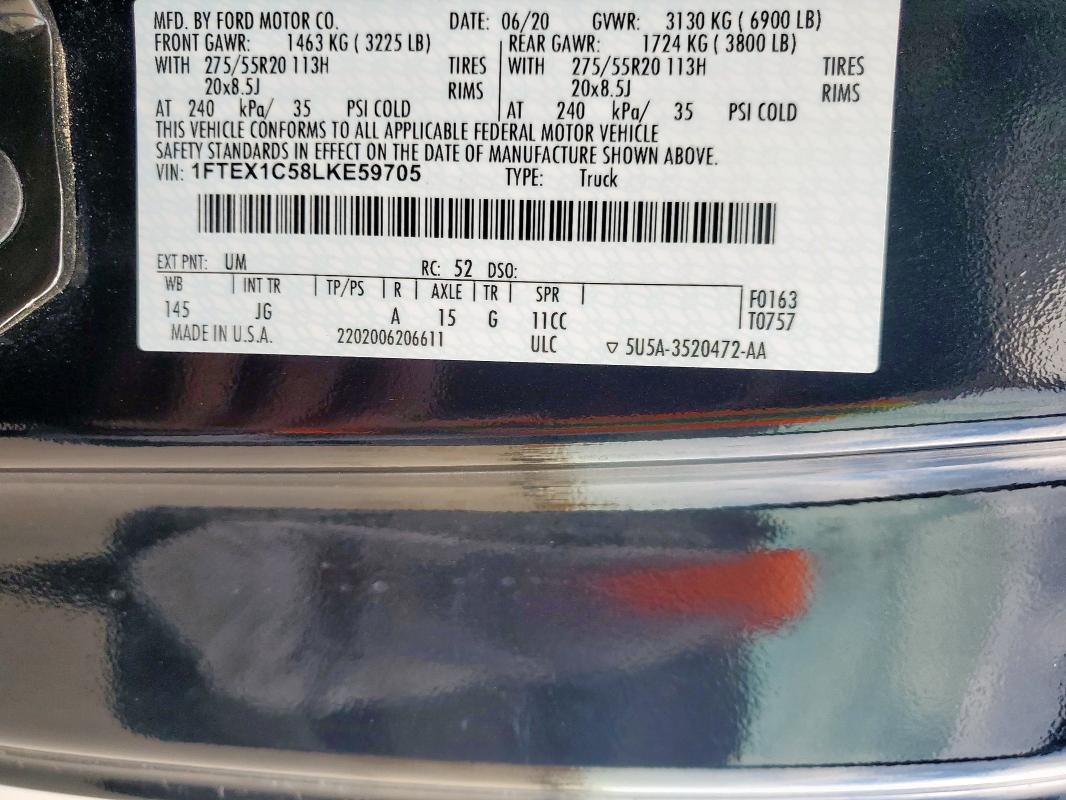 MFD. BY FORD MOTOR CO. DATE: 06/20 GVWR: 3130 KG ( 6900 LB)
FRONT GAWR: 1463 KG ( 3225 LB) REAR GAWR: 1724 KG ( 3800 LB)
WITH 275/55R20 113H TIRES WITH 275/55R20 113H TIRES
20x8.5J RIMS 20x8.5J RIMS
AT 240 kPa/ 35 PSI COLD AT 240 kPa/ 35 PSI COLD
THIS VEHICLE CONFORMS TO ALL APPLICABLE FEDERAL MOTOR VEHICLE
SAFETY STANDARDS IN EFFECT ON THE DATE OF MANUFACTURE SHOWN ABOVE.
VIN: 1FTEX1C58LKE59705 TYPE: Truck
EXT PNT: UM RC: 52 DSO:
WB INT TR TP/PS R AXLE TR SPR F0163
145 JG A 15 G 11CC T0757
MADE IN U.S.A. 2202006206611 ULC ▽ 5U5A-3520472-AA